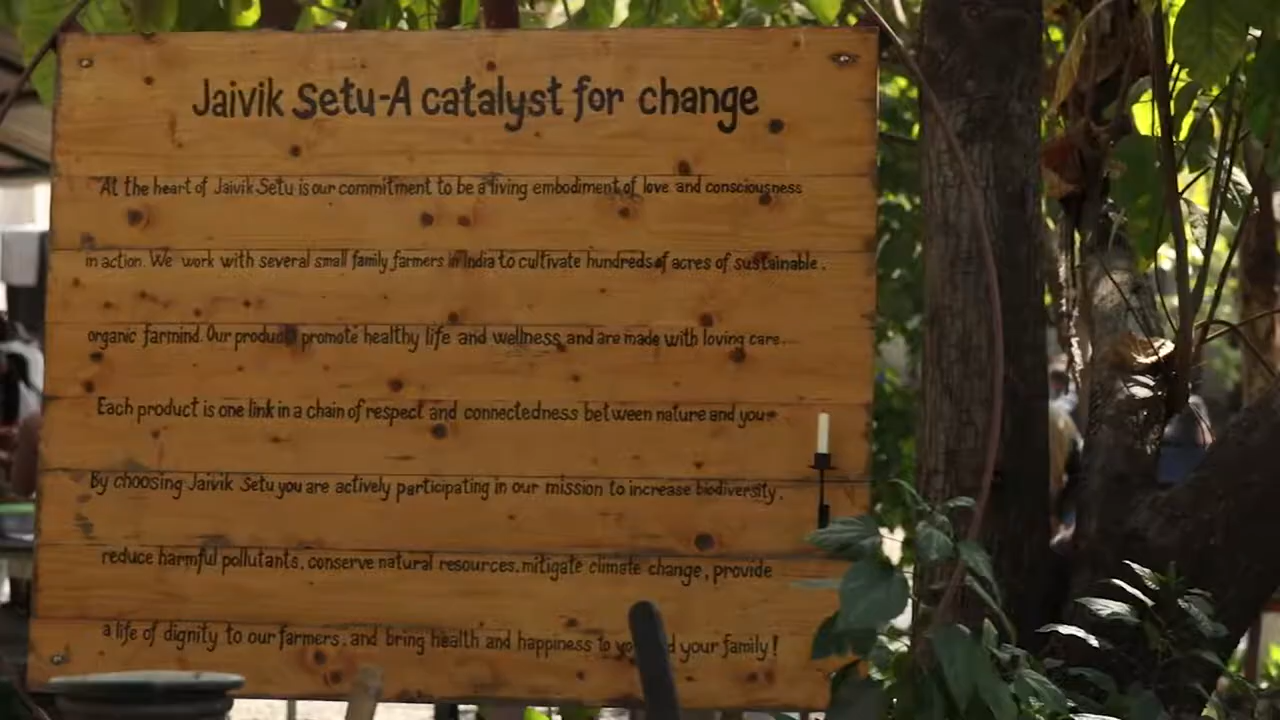 Jaivik Setu-A catalyst for change
At the heart of Jaivik Setu is our commitment to be a living embodiment of love and consciousness
in action. We work with several small family farmers in India to cultivate hundreds of acres of sustainable,
organic farmind. Our product promote healthy life and wellness and are made with loving care.
Each product is one link in a chain of respect and connectedness between nature and you
By choosing Jaivik Setu you are actively participating in our mission to increase biodiversity,
reduce harmful pollutants, conserve natural resources, mitigate climate change, provide
a life of dignity to our farmers, and bring health and happiness to your family!